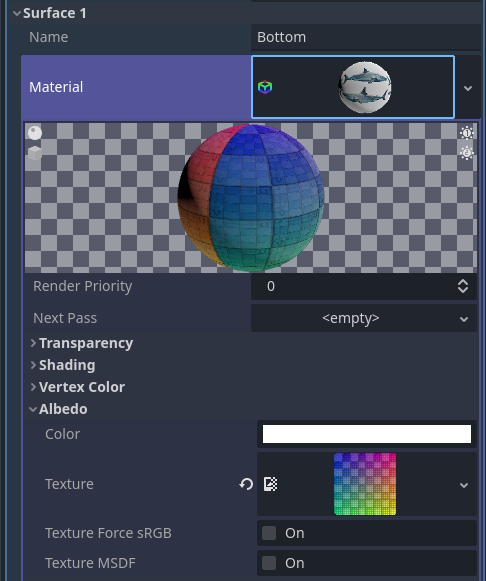 Surface 1
Name Bottom
Material
Render Priority 0
Next Pass <empty>
Transparency
Shading
Vertex Color
Albedo
Color
Texture
Texture Force sRGB On
Texture MSDF On